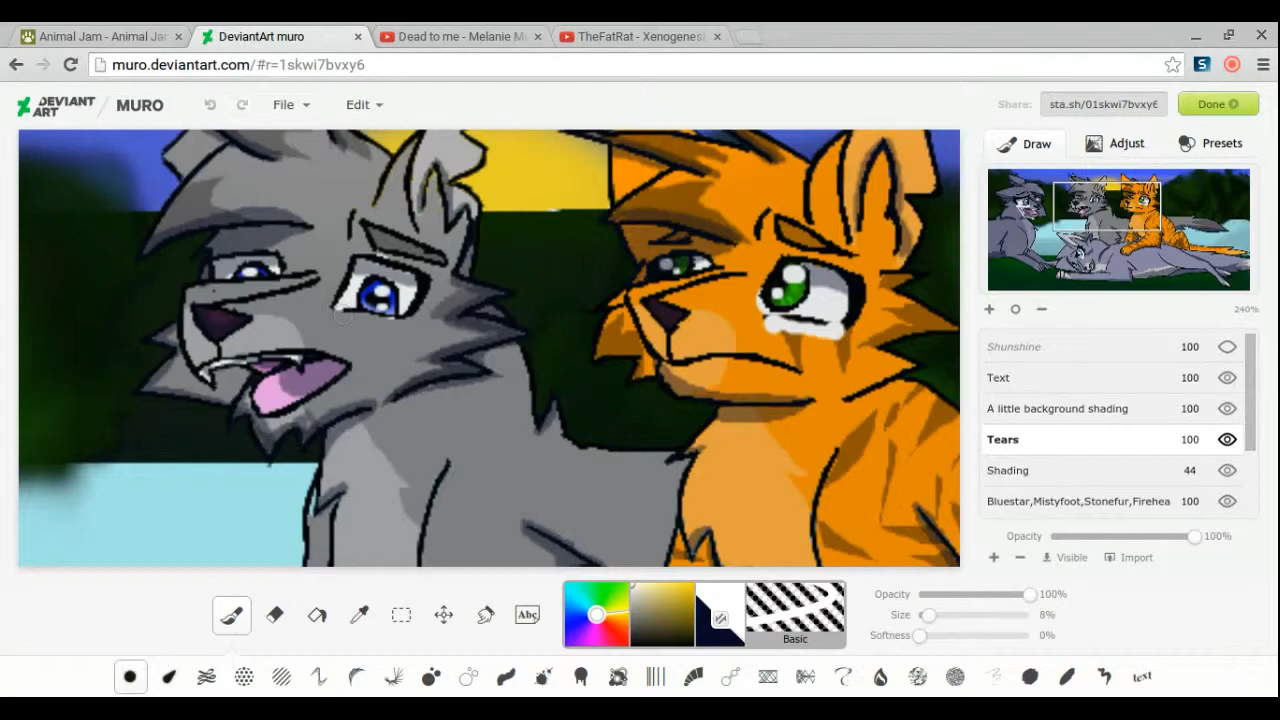 Animal Jam - Animal Jar
DeviantArt muro
Dead to me - Melanie M
TheFatRat - Xenogenes
muro.deviantart.com/#r=1skwi7bvxy6
DEVIANT
ART
MURO
File
Edit
Share:
sta.sh/01skwi7bvxy6
Done
Draw
Adjust
Presets
240%
Shunshine 100
Text 100
A little background shading 100
Tears 100
Shading 44
Bluestar,Mistyfoot,Stonefur,Firehea 100
Opacity 100%
Visible
Import
Abc
Basic
Opacity 100%
Size 8%
Softness 0%
text